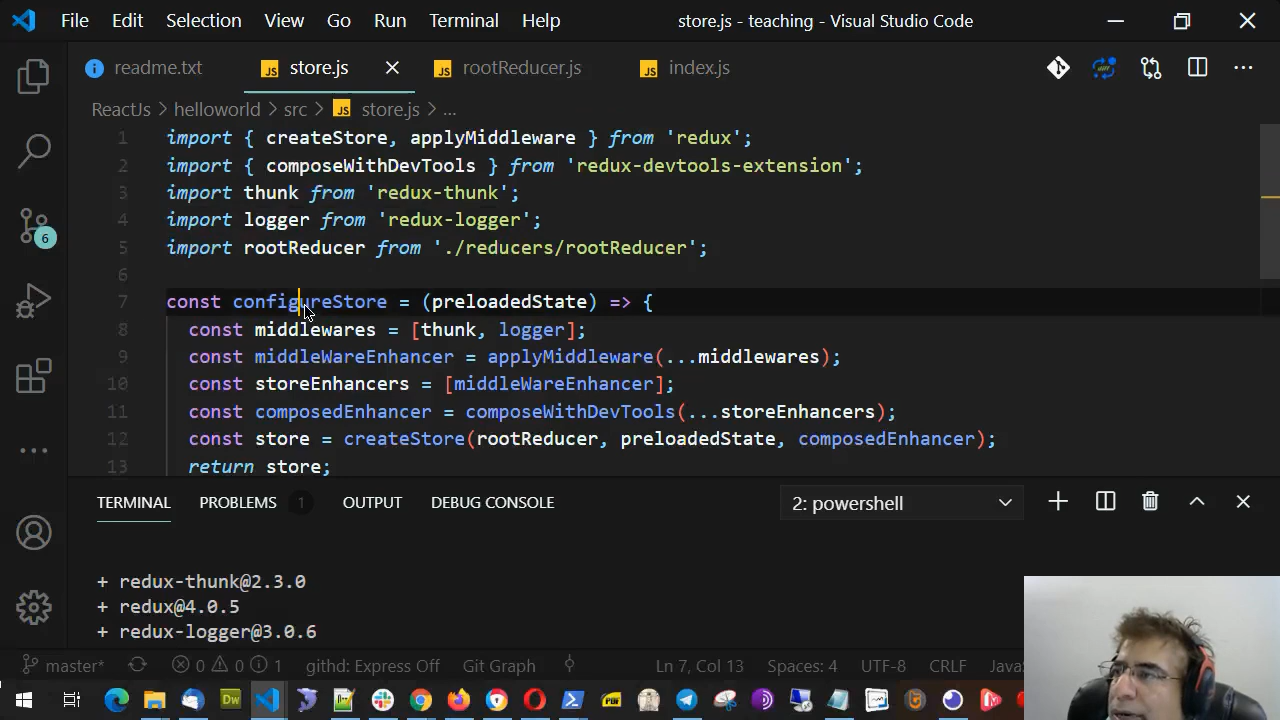 File Edit Selection View Go Run Terminal Help store.js - teaching - Visual Studio Code
readme.txt JS store.js JS rootReducer.js JS index.js
ReactJs > helloworld > src > JS store.js > ...
1 import { createStore, applyMiddleware } from 'redux';
2 import { composeWithDevTools } from 'redux-devtools-extension';
3 import thunk from 'redux-thunk';
4 import logger from 'redux-logger';
5 import rootReducer from './reducers/rootReducer';
6
7 const configureStore = (preloadedState) => {
8 const middlewares = [thunk, logger];
9 const middleWareEnhancer = applyMiddleware(...middlewares);
10 const storeEnhancers = [middleWareEnhancer];
11 const composedEnhancer = composeWithDevTools(...storeEnhancers);
12 const store = createStore(rootReducer, preloadedState, composedEnhancer);
13 return store;
6
TERMINAL PROBLEMS 1 OUTPUT DEBUG CONSOLE 2: powershell
+ redux-thunk@2.3.0
+ redux@4.0.5
+ redux-logger@3.0.6
master* 0 0 1 githd: Express Off Git Graph Ln 7, Col 13 Spaces: 4 UTF-8 CRLF Java
Dw